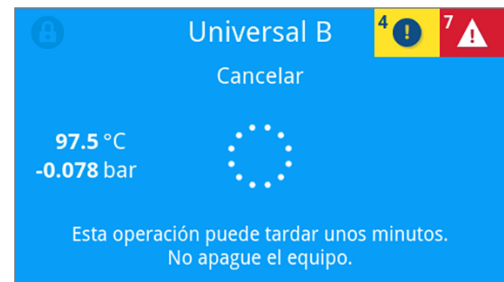 Universal B
4
7
Cancelar
97.5 °C
-0.078 bar
Esta operación puede tardar unos minutos.
No apague el equipo.